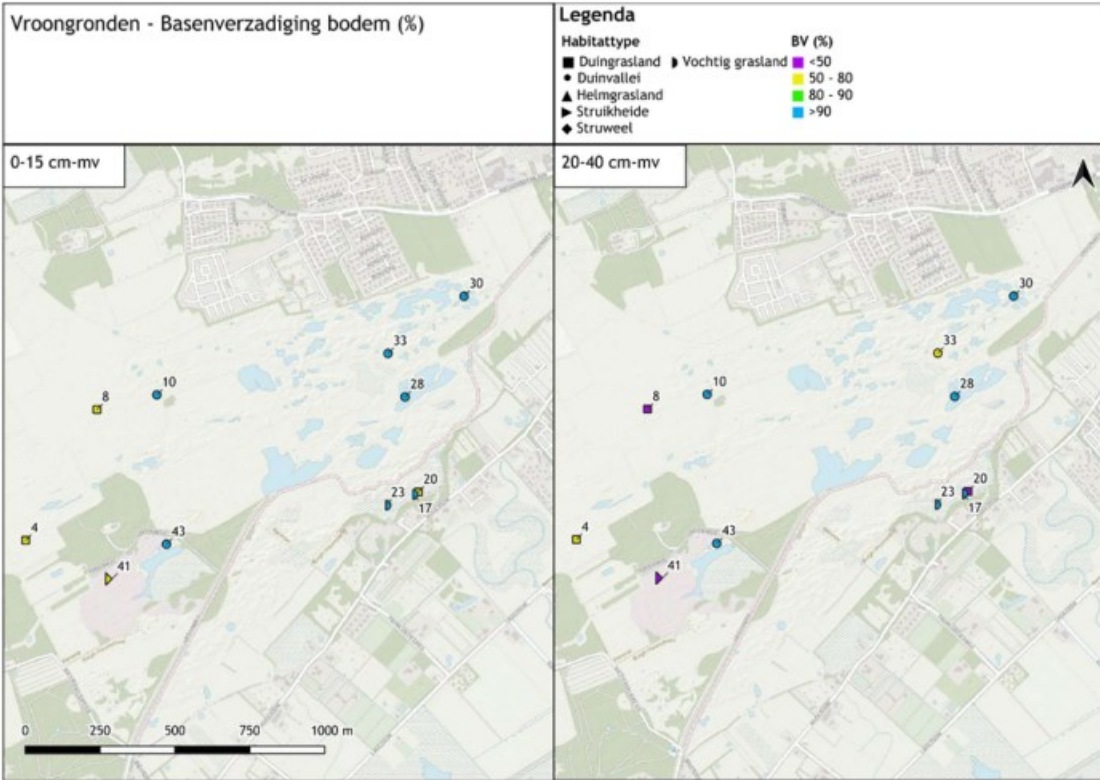 Vroongronden - Basenverzadiging bodem (%)
Legenda
Habitattype
BV (%)
Duingrasland
Vochtig grasland
<50
Duinvallei
50 - 80
Helmgrasland
80 - 90
Struikheide
>90
Struweel
0-15 cm-mv
20-40 cm-mv
30
33
10
28
8
20
23
17
4
43
41
0 250 500 750 1000 m
30
33
10
28
8
20
23
17
4
43
41